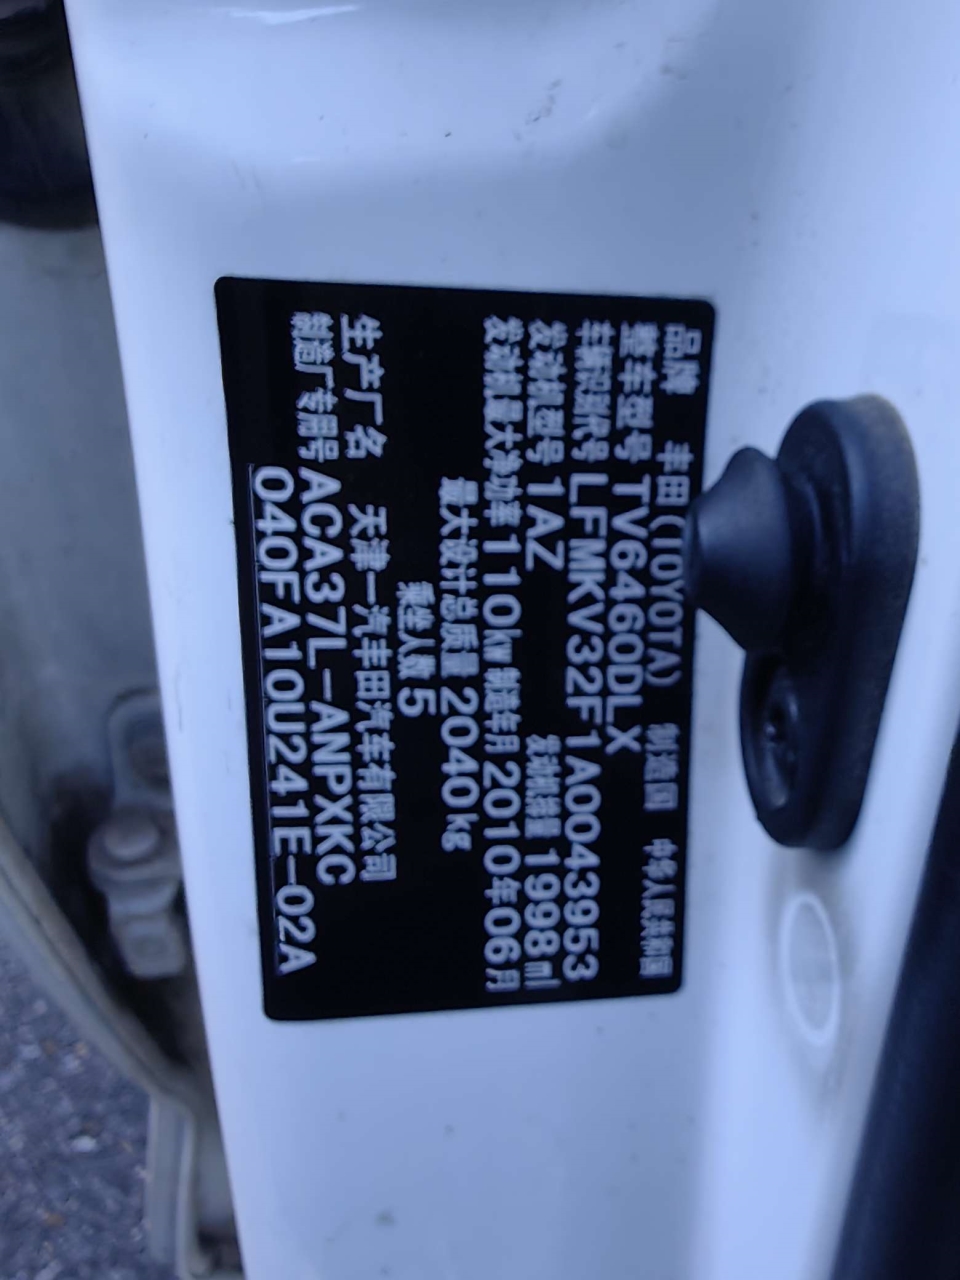 品牌 丰田(TOYOTA) 制造国 中华人民共和国
整车型号 TV6460DLX
车辆识别代号 LFMKV32F1A0043953
发动机型号 1AZ 发动机排量 1998ml
发动机最大净功率 110kW 制造年月 2010年06月
最大设计总质量 2040kg
乘坐人数 5
生产厂名 天津一汽丰田汽车有限公司
制造厂专用号 ACA37L-ANPXKC
040FA10U241E-02A